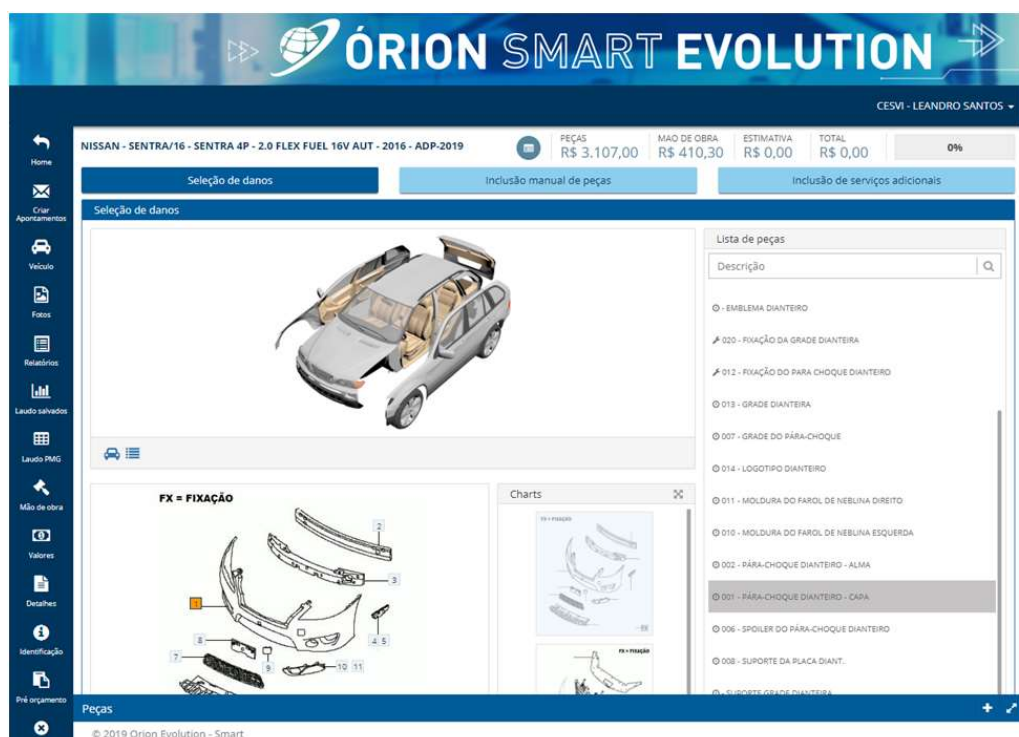 ÓRION SMART EVOLUTION
CESVI - LEANDRO SANTOS
Home
Criar
Apontamentos
Veículo
Fotos
Relatórios
Laudo salvados
Laudo PMG
Mão de obra
Valores
Detalhes
Identificação
Pré orçamento
NISSAN - SENTRA/16 - SENTRA 4P - 2.0 FLEX FUEL 16V AUT - 2016 - ADP-2019
PEÇAS
R$ 3.107,00
MAO DE OBRA
R$ 410,30
ESTIMATIVA
R$ 0,00
TOTAL
R$ 0,00
0%
Seleção de danos
Inclusão manual de peças
Inclusão de serviços adicionais
Seleção de danos
FX = FIXAÇÃO
1
2
3
4 5
7
8
9
10 11
Charts
FX = FIXAÇÃO
FX = FIXAÇÃO
Lista de peças
Descrição
- EMBLEMA DIANTEIRO
020 - FIXAÇÃO DA GRADE DIANTEIRA
012 - FIXAÇÃO DO PARA CHOQUE DIANTEIRO
013 - GRADE DIANTEIRA
007 - GRADE DO PÁRA-CHOQUE
014 - LOGOTIPO DIANTEIRO
011 - MOLDURA DO FAROL DE NEBLINA DIREITO
010 - MOLDURA DO FAROL DE NEBLINA ESQUERDA
002 - PÁRA-CHOQUE DIANTEIRO - ALMA
001 - PÁRA-CHOQUE DIANTEIRO - CAPA
006 - SPOILER DO PÁRA-CHOQUE DIANTEIRO
008 - SUPORTE DA PLACA DIANT.
- SUPORTE GRADE DIANTEIRA
Peças
© 2019 Orion Evolution - Smart